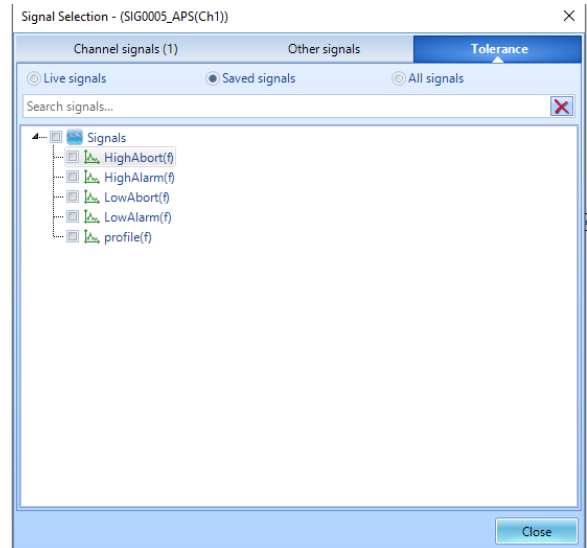 Signal Selection - (SIG0005_APS(Ch1))
Channel signals (1) Other signals Tolerance
Live signals Saved signals All signals
Search signals...
Signals
HighAbort(f)
HighAlarm(f)
LowAbort(f)
LowAlarm(f)
profile(f)
Close